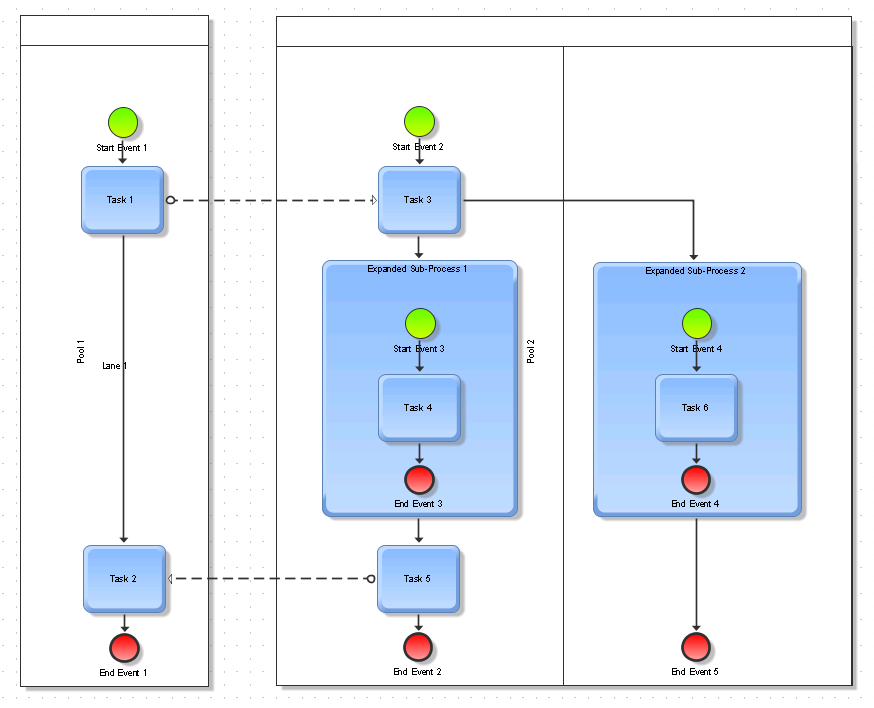 Start Event 1
Task 1
Pool 1
Lane 1
Task 2
End Event 1
Start Event 2
Task 3
Expanded Sub-Process 1
Start Event 3
Task 4
End Event 3
Pool 2
Task 5
End Event 2
Expanded Sub-Process 2
Start Event 4
Task 6
End Event 4
End Event 5